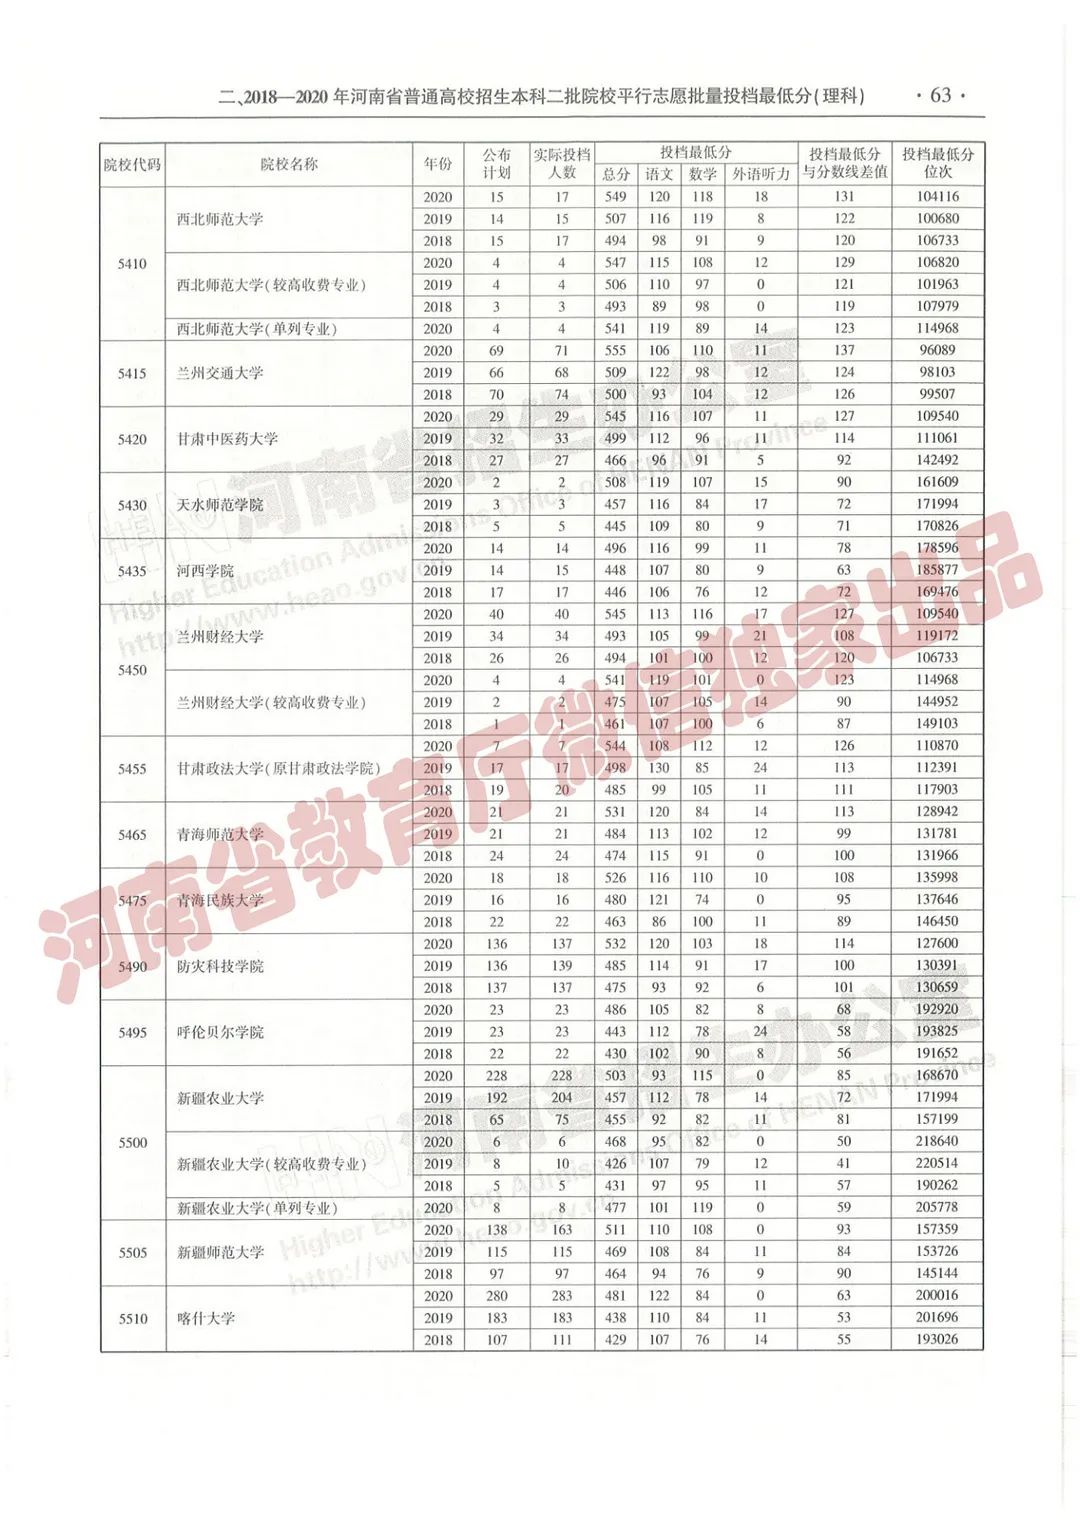 二、2018—2020年河南省普通高校招生本科二批院校平行志愿批量投档最低分(理科) ·63·
院校代码 院校名称 年份 公布计划 实际投档人数 投档最低分 投档最低分与分数线差值 投档最低分位次
总分 语文 数学 外语听力
5410 西北师范大学 2020 15 17 549 120 118 18 131 104116
2019 14 15 507 116 119 8 122 100680
2018 15 17 494 98 91 9 120 106733
西北师范大学(较高收费专业) 2020 4 4 547 115 108 12 129 106820
2019 4 4 506 110 97 0 121 101963
2018 3 3 493 89 98 0 119 107979
西北师范大学(单列专业) 2020 4 4 541 119 89 14 123 114968
5415 兰州交通大学 2020 69 71 555 106 110 11 137 96089
2019 66 68 509 122 98 12 124 98103
2018 70 74 500 93 104 12 126 99507
5420 甘肃中医药大学 2020 29 29 545 116 107 11 127 109540
2019 32 33 499 112 96 11 114 111061
2018 27 27 466 96 91 5 92 142492
5430 天水师范学院 2020 2 2 508 119 107 15 90 161609
2019 3 3 457 116 84 17 72 171994
2018 5 5 445 109 80 9 71 170826
5435 河西学院 2020 14 14 496 116 99 11 78 178596
2019 14 15 448 107 80 9 63 185877
2018 17 17 446 106 76 12 72 169476
5450 兰州财经大学 2020 40 40 545 113 116 17 127 109540
2019 34 34 493 105 99 21 108 119172
2018 26 26 494 101 100 12 120 106733
兰州财经大学(较高收费专业) 2020 4 4 541 119 101 0 123 114968
2019 2 2 475 107 105 14 90 144952
2018 1 1 461 107 100 6 87 149103
5455 甘肃政法大学(原甘肃政法学院) 2020 7 7 544 108 112 12 126 110870
2019 17 17 498 130 85 24 113 112391
2018 19 20 485 99 105 11 111 117903
5465 青海师范大学 2020 21 21 531 120 84 14 113 128942
2019 21 21 484 113 102 12 99 131781
2018 24 24 474 115 91 0 100 131966
5475 青海民族大学 2020 18 18 526 116 110 10 108 135998
2019 16 16 480 121 74 0 95 137646
2018 22 22 463 86 100 11 89 146450
5490 防灾科技学院 2020 136 137 532 120 103 18 114 127600
2019 136 139 485 114 91 17 100 130391
2018 137 137 475 93 92 6 101 130659
5495 呼伦贝尔学院 2020 23 23 486 105 82 8 68 192920
2019 23 23 443 112 78 24 58 193825
2018 22 22 430 102 90 8 56 191652
5500 新疆农业大学 2020 228 228 503 93 115 0 85 168670
2019 192 204 457 112 78 14 72 171994
2018 65 75 455 92 82 11 81 157199
新疆农业大学(较高收费专业) 2020 6 6 468 95 82 0 50 218640
2019 8 10 426 107 79 12 41 220514
2018 5 5 431 97 95 11 57 190262
新疆农业大学(单列专业) 2020 8 8 477 101 119 0 59 205778
5505 新疆师范大学 2020 138 163 511 110 108 0 93 157359
2019 115 115 469 108 84 11 84 153726
2018 97 97 464 94 76 9 90 145144
5510 喀什大学 2020 280 283 481 122 84 0 63 200016
2019 183 183 438 110 84 11 53 201696
2018 107 111 429 107 76 14 55 193026
河南省教育厅微信独家出品
河南省招生办公室
Higher Education Admissions Office of HENAN Province
http://www.heao.gov.cn
河南省招生办公室
Higher Education Admissions Office of HENAN Province
http://www.heao.gov.cn